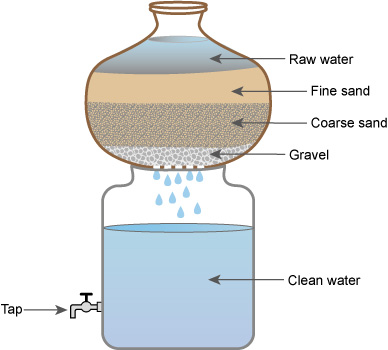 Raw water
Fine sand
Coarse sand
Gravel
Clean water
Tap